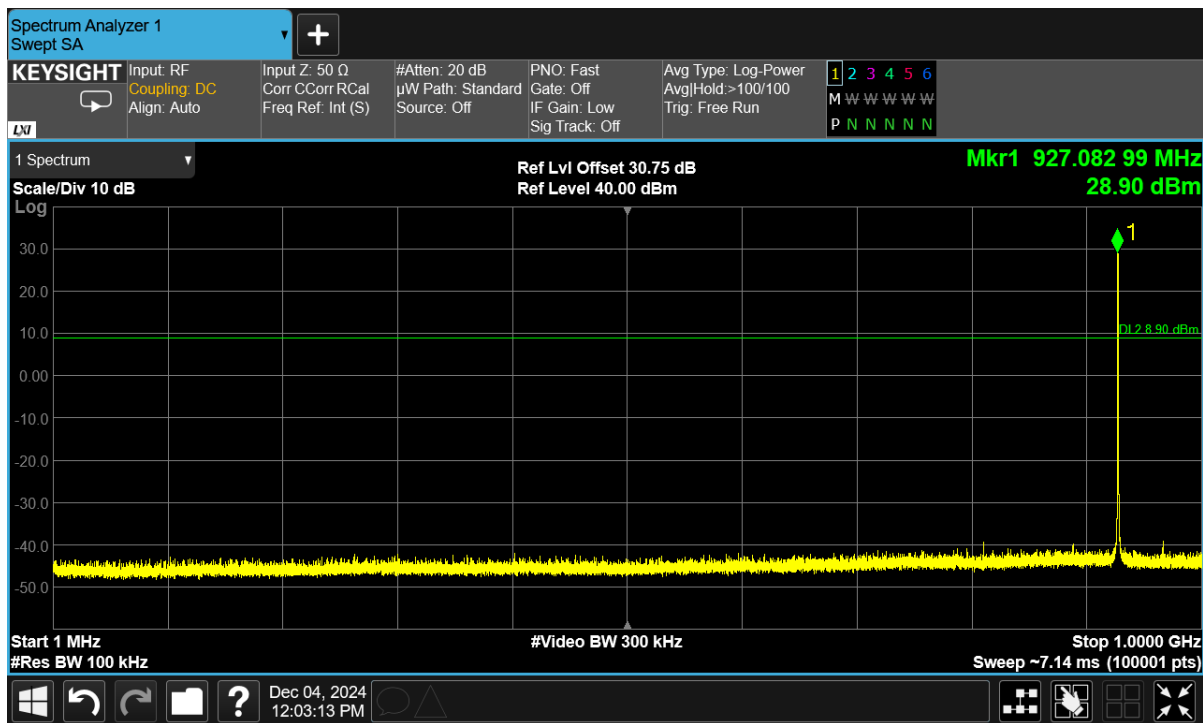 Spectrum Analyzer 1
Swept SA
KEYSIGHT
LXI
Input: RF
Coupling: DC
Align: Auto
Input Z: 50 Ω
Corr CCorr RCal
Freq Ref: Int (S)
#Atten: 20 dB
µW Path: Standard
Source: Off
PNO: Fast
Gate: Off
IF Gain: Low
Sig Track: Off
Avg Type: Log-Power
Avg|Hold:>100/100
Trig: Free Run
1 2 3 4 5 6
M W W W W W
P N N N N N
1 Spectrum
Scale/Div 10 dB
Log
Ref Lvl Offset 30.75 dB
Ref Level 40.00 dBm
Mkr1 927.082 99 MHz
28.90 dBm
1
30.0
20.0
10.0
DL2 8.90 dBm
0.00
-10.0
-20.0
-30.0
-40.0
-50.0
Start 1 MHz
#Res BW 100 kHz
#Video BW 300 kHz
Stop 1.0000 GHz
Sweep ~7.14 ms (100001 pts)
?
Dec 04, 2024
12:03:13 PM